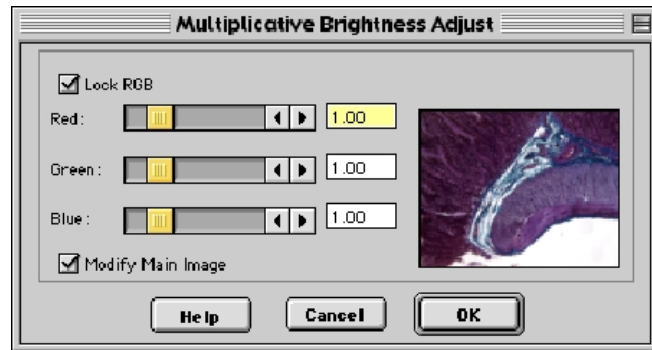 Multiplicative Brightness Adjust
Lock RGB
Red: 1.00
Green: 1.00
Blue: 1.00
Modify Main Image
Help Cancel OK